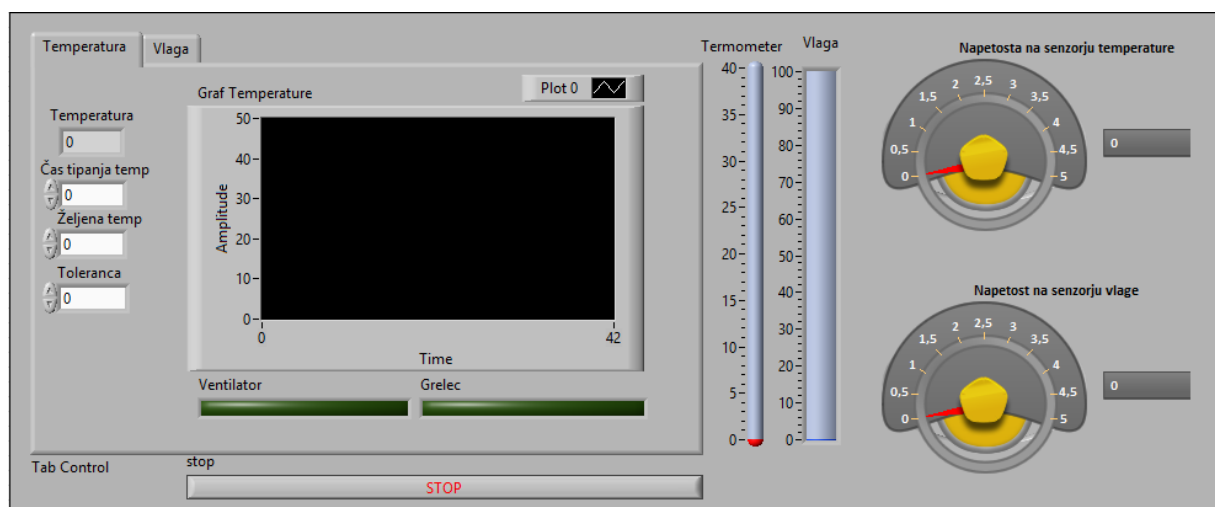 Temperatura
Vlaga
Temperatura
0
Čas tipanja temp
0
Željena temp
0
Toleranca
0
Graf Temperature
Plot 0
Amplitude
50
40
30
20
10
0
0
42
Time
Ventilator
Grelec
Tab Control
stop
STOP
Termometer
40
35
30
25
20
15
10
5
0
Vlaga
100
90
80
70
60
50
40
30
20
10
0
Napetosta na senzorju temperature
0
0,5
1
1,5
2
2,5
3
3,5
4
4,5
5
0
Napetost na senzorju vlage
0
0,5
1
1,5
2
2,5
3
3,5
4
4,5
5
0